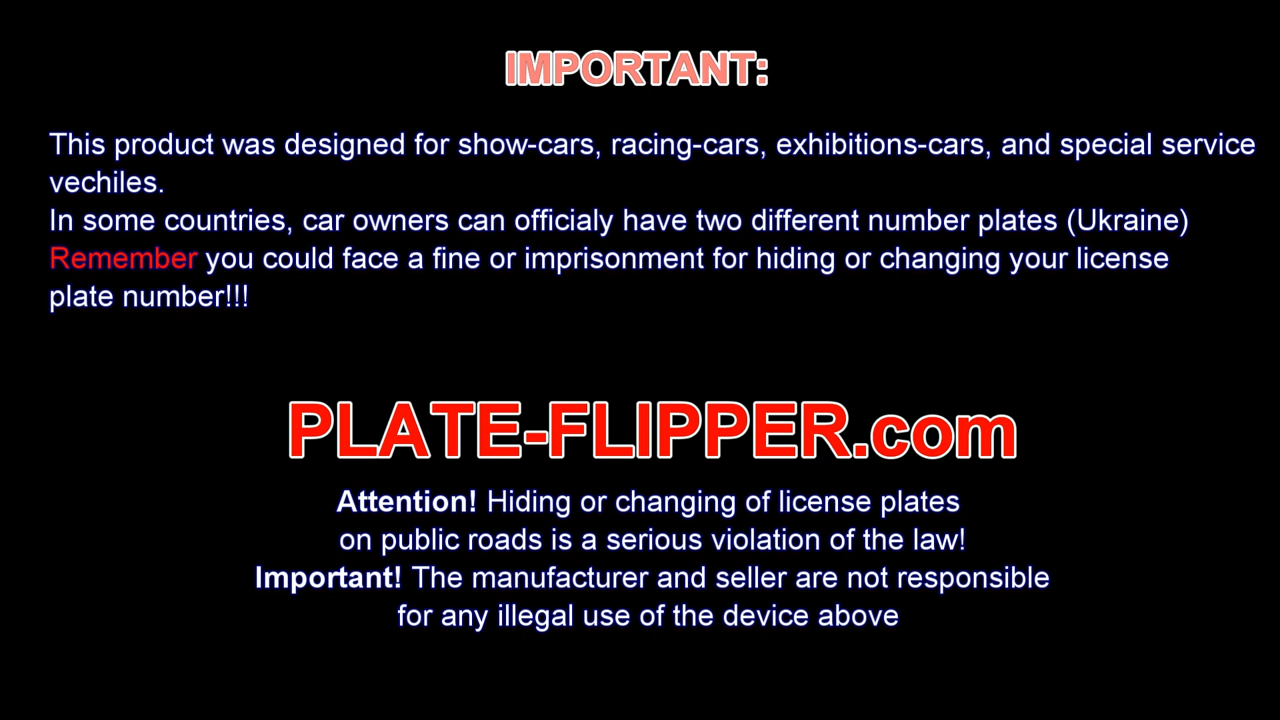 IMPORTANT:
This product was designed for show-cars, racing-cars, exhibitions-cars, and special service
vechiles.
In some countries, car owners can officialy have two different number plates (Ukraine)
Remember you could face a fine or imprisonment for hiding or changing your license
plate number!!!
PLATE-FLIPPER.com
Attention! Hiding or changing of license plates
on public roads is a serious violation of the law!
Important! The manufacturer and seller are not responsible
for any illegal use of the device above